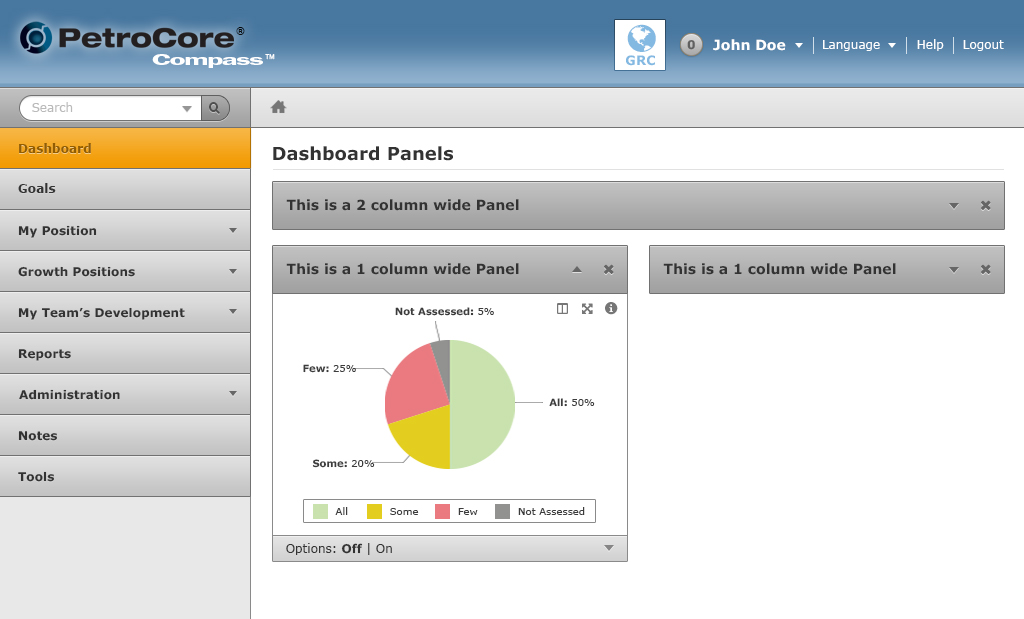 PetroCore®
Compass™
GRC
0 John Doe Language Help Logout
Search
Dashboard
Goals
My Position
Growth Positions
My Team’s Development
Reports
Administration
Notes
Tools
Dashboard Panels
This is a 2 column wide Panel
This is a 1 column wide Panel
Not Assessed: 5%
Few: 25%
All: 50%
Some: 20%
All Some Few Not Assessed
Options: Off | On
This is a 1 column wide Panel